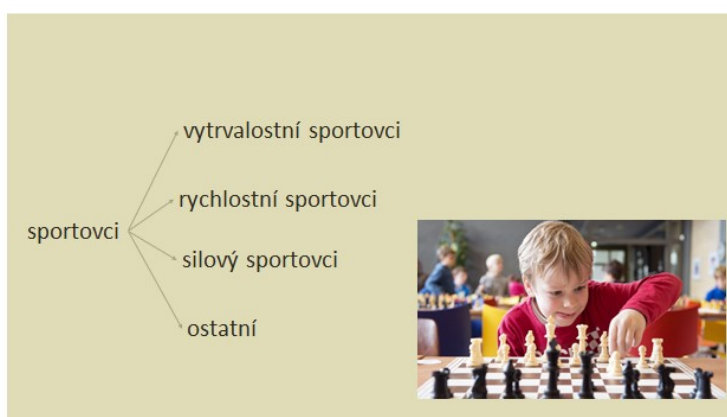 vytrvalostní sportovci
rychlostní sportovci
sportovci
silový sportovci
ostatní